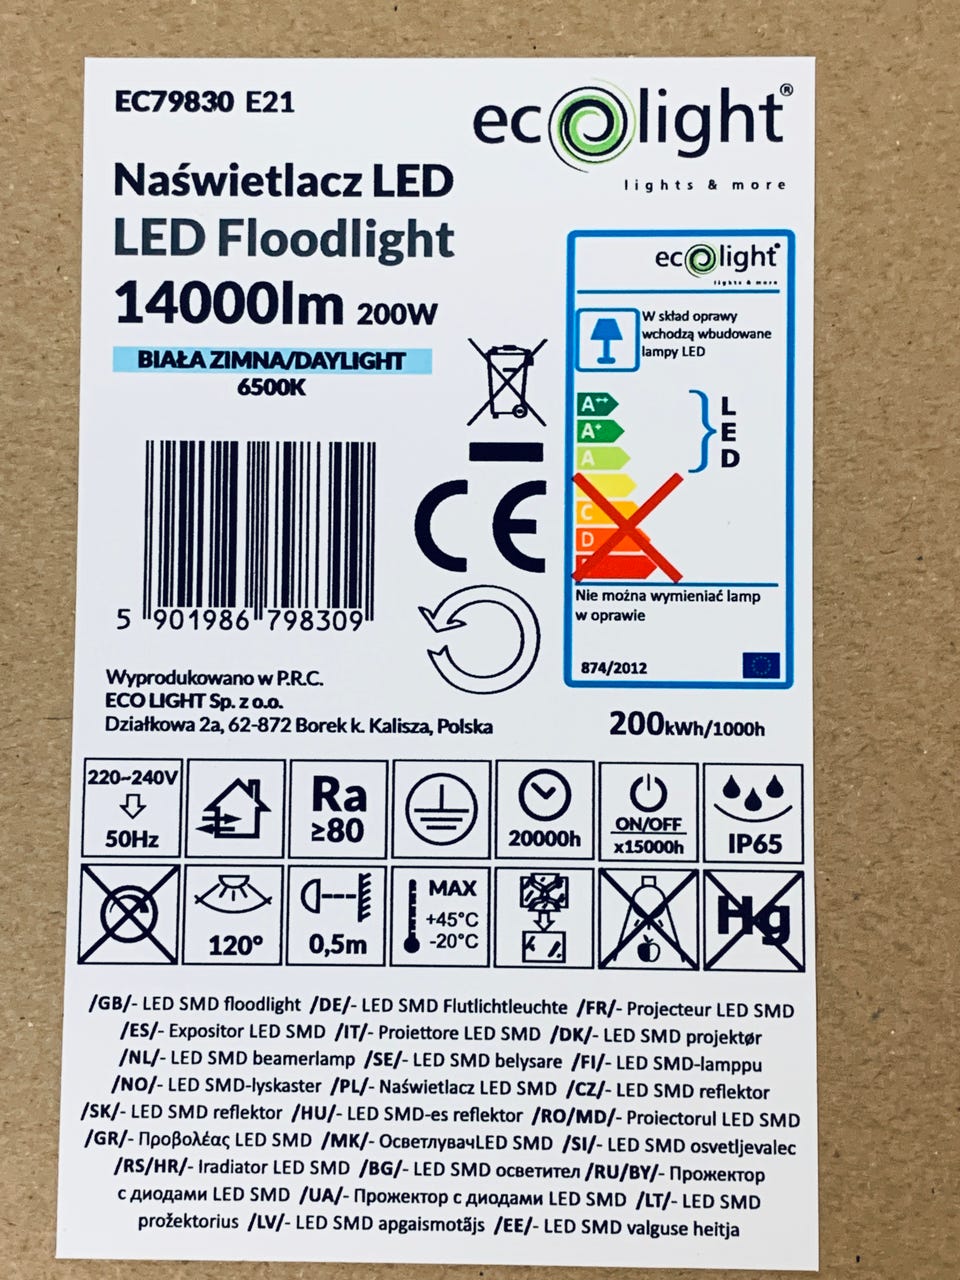 EC79830 E21
ecolight®
lights & more
Naświetlacz LED
LED Floodlight
14000lm 200W
BIAŁA ZIMNA/DAYLIGHT
6500K
ecolight
lights & more
W skład oprawy
wchodzą wbudowane
lampy LED
A++
A+
A
L
E
D
C
D
Nie można wymieniać lamp
w oprawie
874/2012
CE
5 901986 798309
Wyprodukowano w P.R.C.
ECO LIGHT Sp. z o.o.
Działkowa 2a, 62-872 Borek k. Kalisza, Polska
200kWh/1000h
220~240V
50Hz
Ra
≥80
20000h
ON/OFF
x15000h
IP65
120°
0,5m
MAX
+45°C
-20°C
Hg
/GB/- LED SMD floodlight /DE/- LED SMD Flutlichtleuchte /FR/- Projecteur LED SMD
/ES/- Expositor LED SMD /IT/- Proiettore LED SMD /DK/- LED SMD projektør
/NL/- LED SMD beamerlamp /SE/- LED SMD belysare /FI/- LED SMD-lamppu
/NO/- LED SMD-lyskaster /PL/- Naświetlacz LED SMD /CZ/- LED SMD reflektor
/SK/- LED SMD reflektor /HU/- LED SMD-es reflektor /RO/MD/- Proiectorul LED SMD
/GR/- Προβολέας LED SMD /MK/- ОсветлувачLED SMD /SI/- LED SMD osvetljevalec
/RS/HR/- Iradiator LED SMD /BG/- LED SMD осветител /RU/BY/- Прожектор
с диодами LED SMD /UA/- Прожектор с диодами LED SMD /LT/- LED SMD
prožektorius /LV/- LED SMD apgaismotājs /EE/- LED SMD valguse heitja